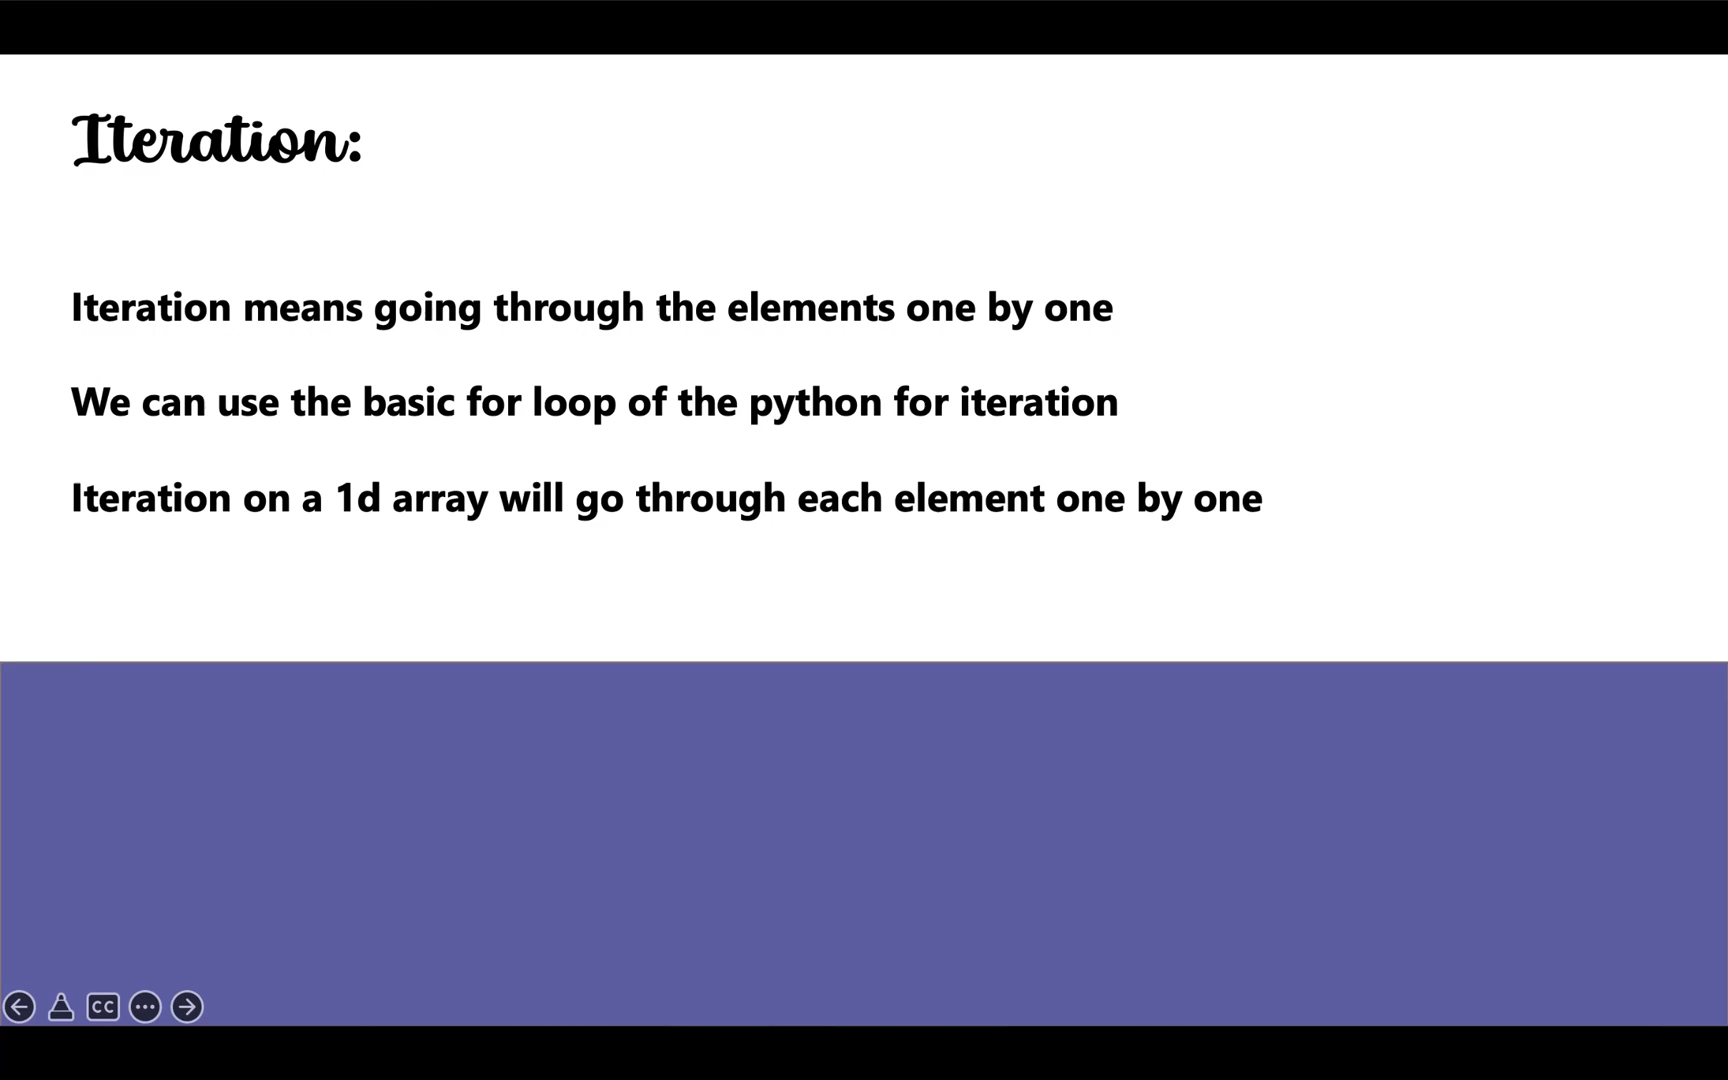 Iteration:
Iteration means going through the elements one by one
We can use the basic for loop of the python for iteration
Iteration on a 1d array will go through each element one by one
CC